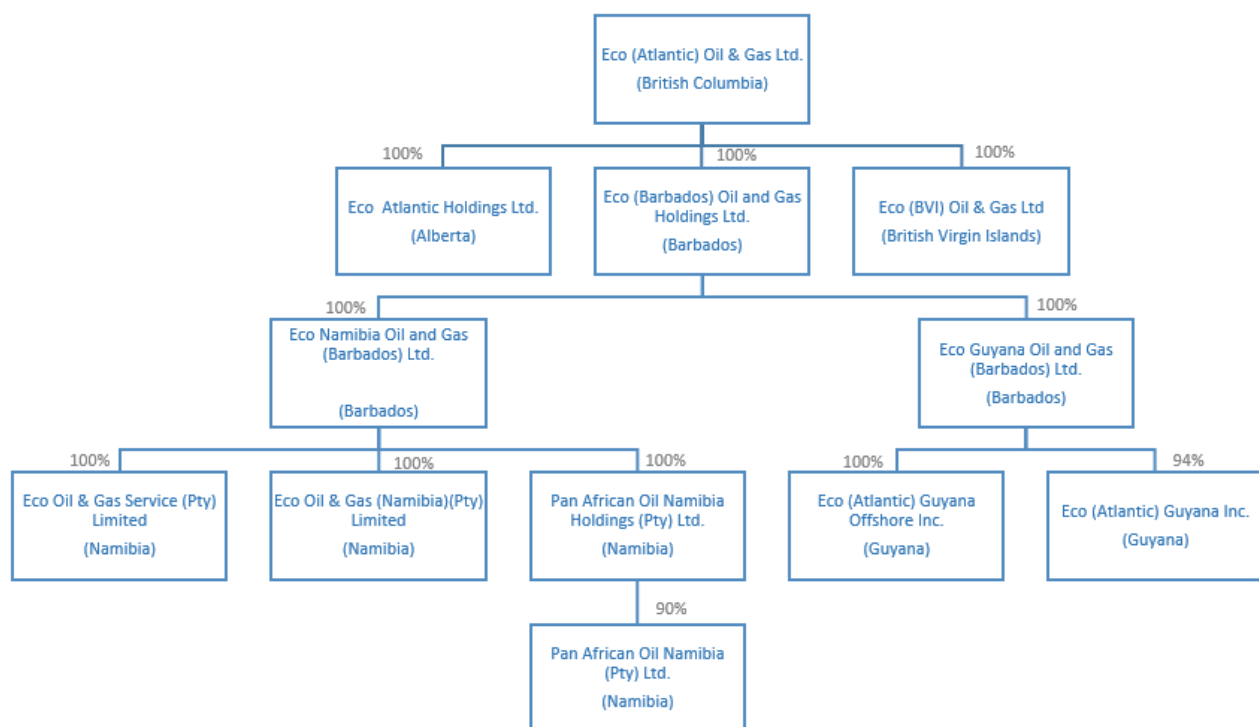 Eco (Atlantic) Oil & Gas Ltd.
(British Columbia)
100%
100%
100%
Eco Atlantic Holdings Ltd.
(Alberta)
Eco (Barbados) Oil and Gas
Holdings Ltd.
(Barbados)
Eco (BVI) Oil & Gas Ltd
(British Virgin Islands)
100%
100%
Eco Namibia Oil and Gas
(Barbados) Ltd.
(Barbados)
Eco Guyana Oil and Gas
(Barbados) Ltd.
(Barbados)
100%
100%
100%
100%
94%
Eco Oil & Gas Service (Pty)
Limited
(Namibia)
Eco Oil & Gas (Namibia)(Pty)
Limited
(Namibia)
Pan African Oil Namibia
Holdings (Pty) Ltd.
(Namibia)
Eco (Atlantic) Guyana
Offshore Inc.
(Guyana)
Eco (Atlantic) Guyana Inc.
(Guyana)
90%
Pan African Oil Namibia
(Pty) Ltd.
(Namibia)